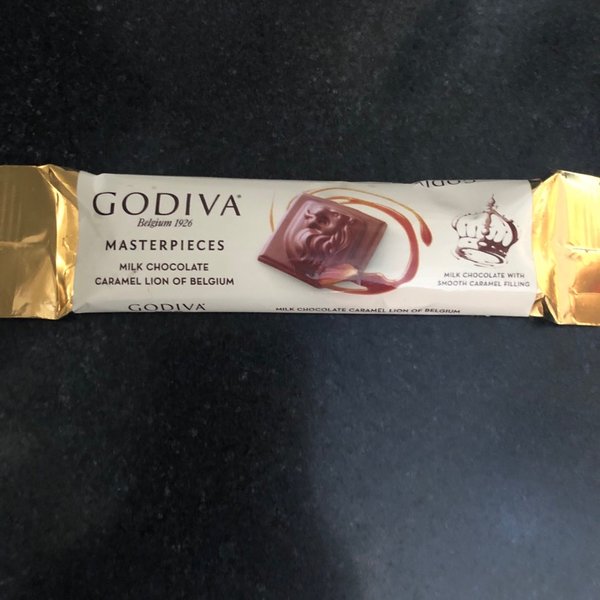 GODIVA
Belgium 1926
MASTERPIECES
MILK CHOCOLATE
CARAMEL LION OF BELGIUM
MILK CHOCOLATE WITH
SMOOTH CARAMEL FILLING
GODIVA
MILK CHOCOLATE CARAMEL LION OF BELGIUM